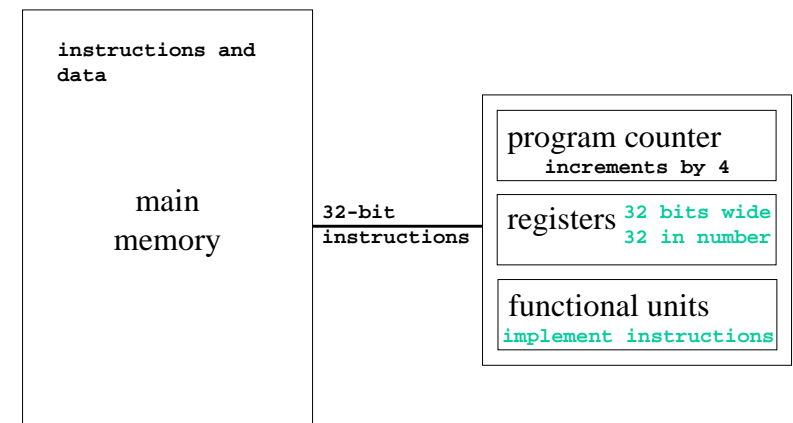 instructions and
data
main
memory
32-bit
instructions
program counter
increments by 4
registers 32 bits wide
32 in number
functional units
implement instructions